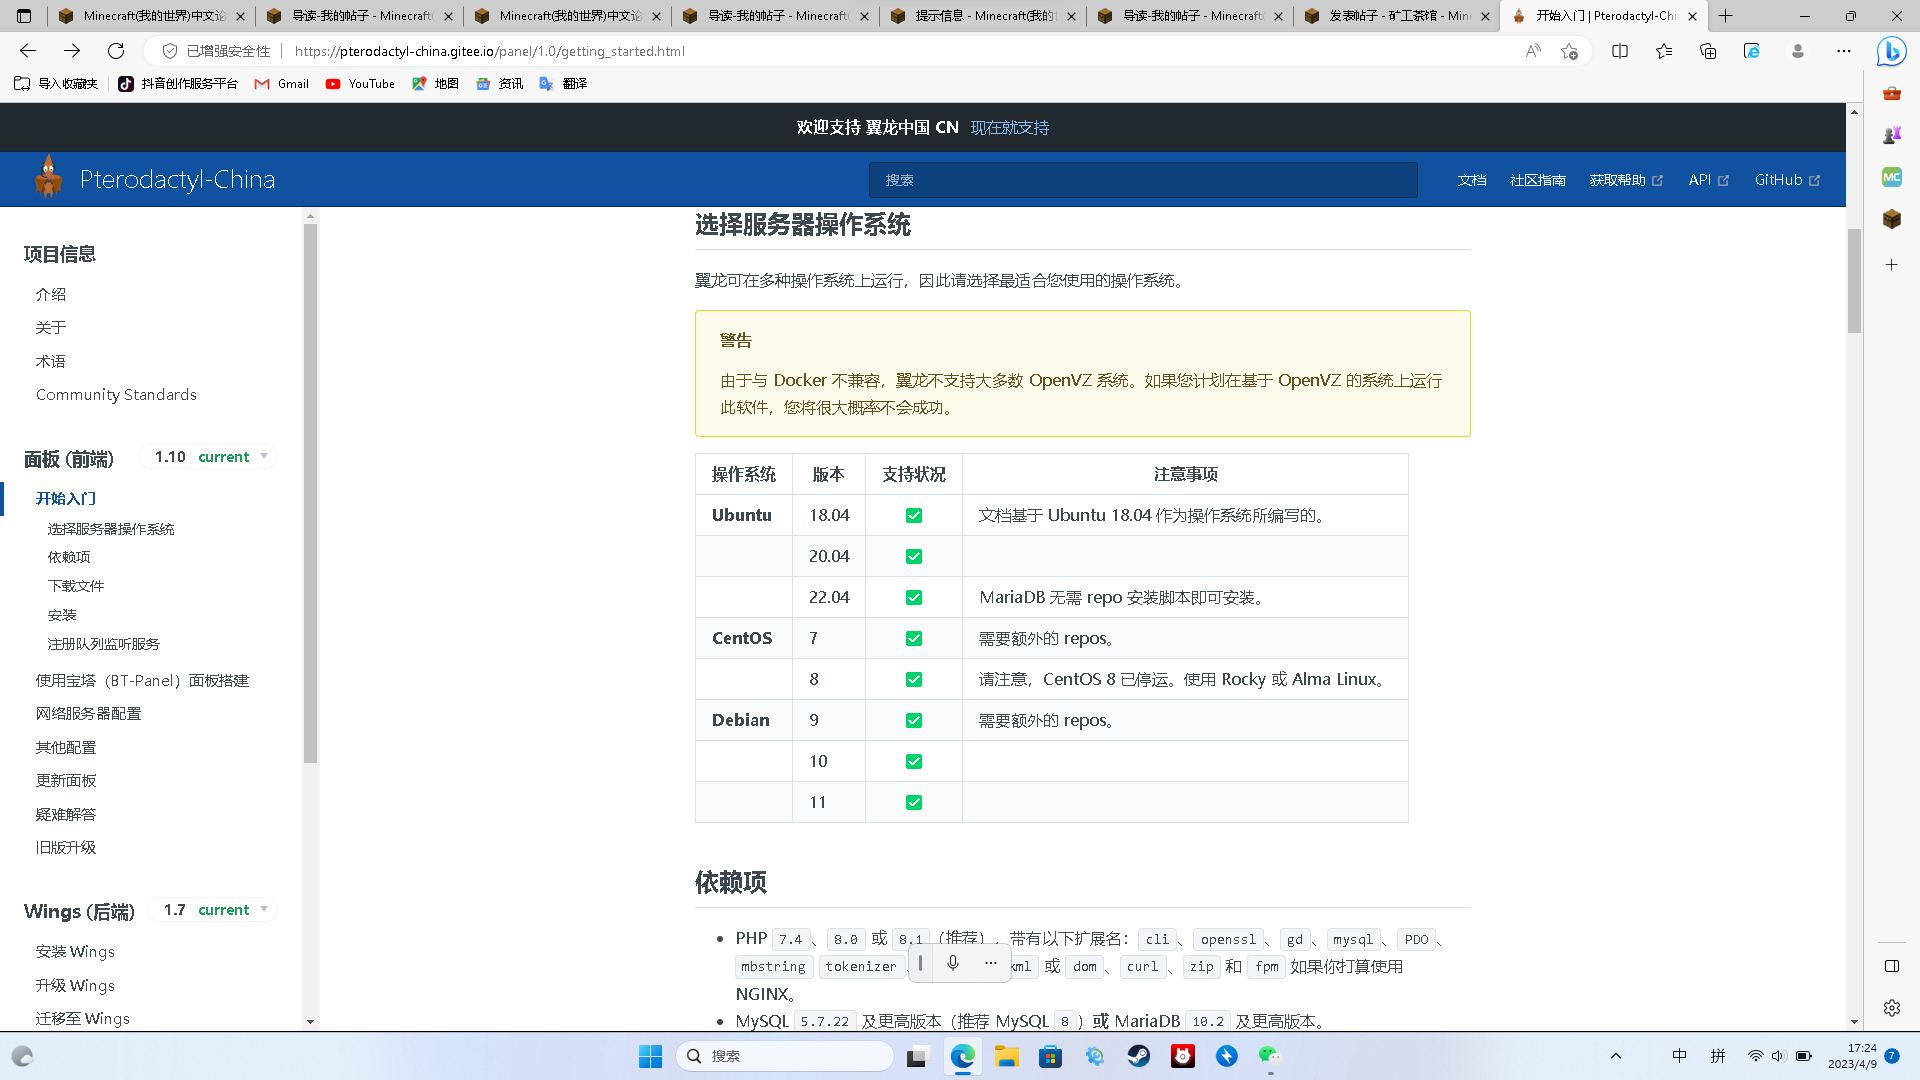 Minecraft(我的世界)中文论
导读-我的帖子 - Minecraft(
Minecraft(我的世界)中文论
导读-我的帖子 - Minecraft(
提示信息 - Minecraft(我的
导读-我的帖子 - Minecraft(
发表帖子 - 矿工茶馆 - Min
开始入门 | Pterodactyl-Chi
已增强安全性
https://pterodactyl-china.gitee.io/panel/1.0/getting_started.html
导入收藏夹
抖音创作服务平台
Gmail
YouTube
地图
资讯
翻译
欢迎支持 翼龙中国 CN 现在就支持
Pterodactyl-China
搜索
文档
社区指南
获取帮助
API
GitHub
项目信息
介绍
关于
术语
Community Standards
面板 (前端) 1.10 current
开始入门
选择服务器操作系统
依赖项
下载文件
安装
注册队列监听服务
使用宝塔（BT-Panel）面板搭建
网络服务器配置
其他配置
更新面板
疑难解答
旧版升级
Wings (后端) 1.7 current
安装 Wings
升级 Wings
迁移至 Wings
选择服务器操作系统
翼龙可在多种操作系统上运行，因此请选择最适合您使用的操作系统。
警告
由于与 Docker 不兼容，翼龙不支持大多数 OpenVZ 系统。如果您计划在基于 OpenVZ 的系统上运行
此软件，您将很大概率不会成功。
操作系统 版本 支持状况 注意事项
Ubuntu 18.04 ✅ 文档基于 Ubuntu 18.04 作为操作系统所编写的。
20.04 ✅
22.04 ✅ MariaDB 无需 repo 安装脚本即可安装。
CentOS 7 ✅ 需要额外的 repos。
8 ✅ 请注意，CentOS 8 已停运。使用 Rocky 或 Alma Linux。
Debian 9 ✅ 需要额外的 repos。
10 ✅
11 ✅
依赖项
PHP 7.4、8.0 或 8.1（推荐），带有以下扩展名：cli、openssl、gd、mysql、PDO、
mbstring tokenizer 或 dom、curl、zip 和 fpm 如果你打算使用
NGINX。
MySQL 5.7.22 及更高版本（推荐 MySQL 8）或 MariaDB 10.2 及更高版本。
搜索
中
拼
17:24
2023/4/9
7